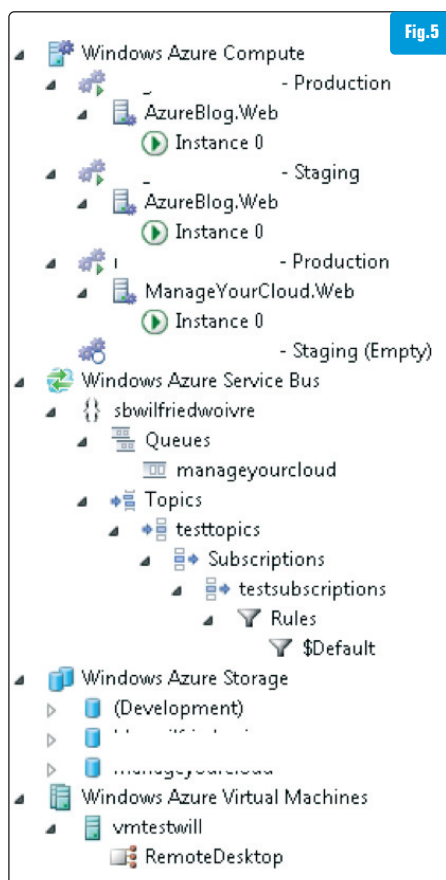 Fig.5
Windows Azure Compute
- Production
AzureBlog.Web
Instance 0
- Staging
AzureBlog.Web
Instance 0
- Production
ManageYourCloud.Web
Instance 0
- Staging (Empty)
Windows Azure Service Bus
{} sbwilfriedwoivre
Queues
manageyourcloud
Topics
testtopics
Subscriptions
testsubscriptions
Rules
$Default
Windows Azure Storage
(Development)
Windows Azure Virtual Machines
vmtestwill
RemoteDesktop